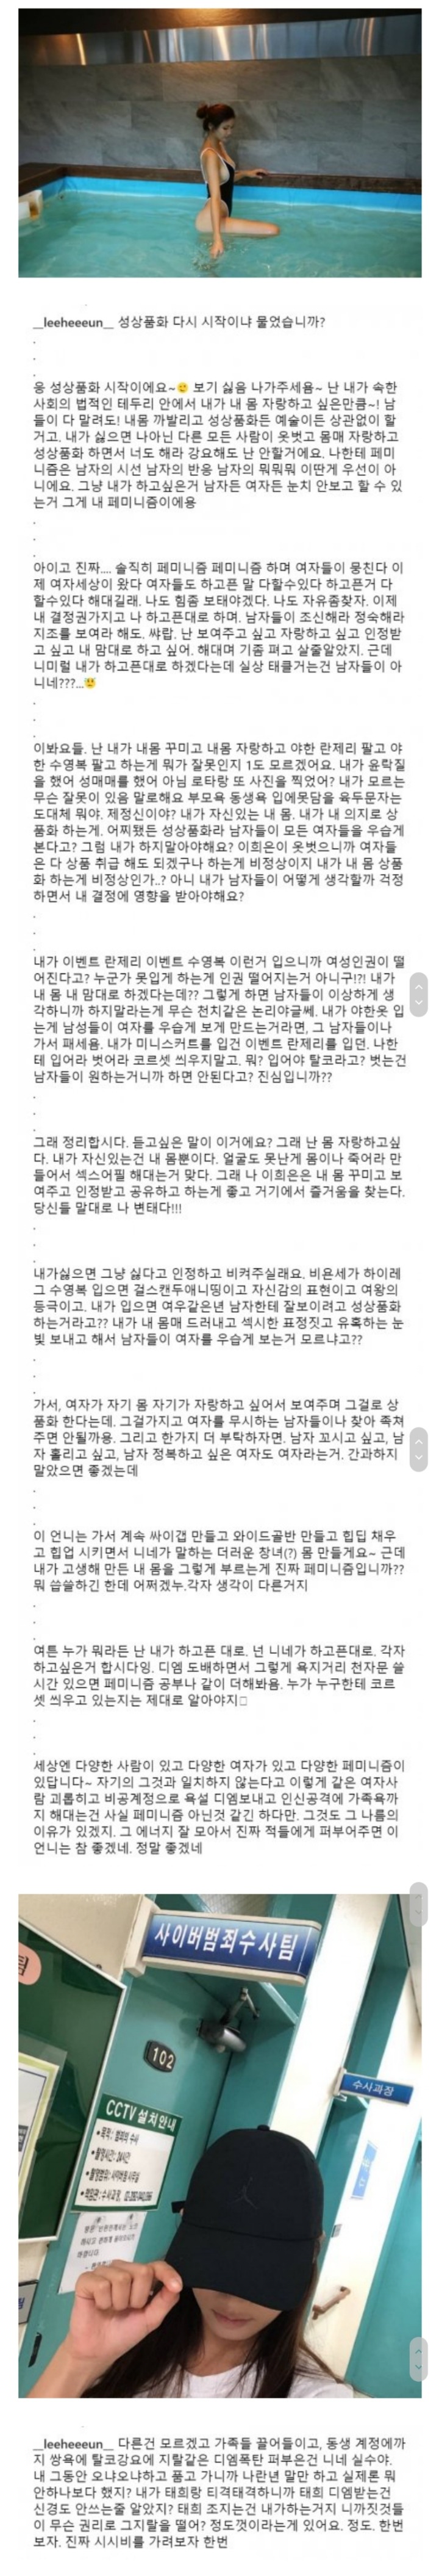 __leeheeeun__ 성상품화 다시 시작이냐 물었습니까?
.
.
.
응 성상품화 시작이에요~😉 보기 싫음 나가주세욤~ 난 내가 속한
사회의 법적인 테두리 안에서 내가 내 몸 자랑하고 싶은만큼~! 남
들이 다 말려도! 내몸 까발리고 성상품화든 예술이든 상관없이 할
거고. 내가 싫으면 나아닌 다른 모든 사람이 옷벗고 몸매 자랑하고
성상품화 하면서 너도 해라 강요해도 난 안할거에요. 나한테 페미
니즘은 남자의 시선 남자의 반응 남자의 뭐뭐뭐 이딴게 우선이 아
니에요. 그냥 내가 하고싶은거 남자든 여자든 눈치 안보고 할 수 있
는거 그게 내 페미니즘이에용
.
.
.
아이고 진짜.... 솔직히 페미니즘 페미니즘 하며 여자들이 뭉친다 이
제 여자세상이 왔다 여자들도 하고픈 말 다할수있다 하고픈거 다
할수있다 해대길래. 나도 힘좀 보태야겠다. 나도 자유좀찾자. 이제
내 결정권가지고 나 하고픈대로 하며. 남자들이 조신해라 정숙해라
지조를 보여라 해도. 싸랍. 난 보여주고 싶고 자랑하고 싶고 인정받
고 싶고 내 맘대로 하고 싶어. 해대며 기좀 펴고 살줄알았지. 근데
니미럴 내가 하고픈대로 하겠다는데 실상 태클거는건 남자들이 아
니네???...
.
.
.
이봐요들. 난 내가 내몸 꾸미고 내몸 자랑하고 야한 란제리 팔고 야
한 수영복 팔고 하는게 뭐가 잘못인지 1도 모르겠어요. 내가 윤락질
을 했어 성매매를 했어 아님 로타랑 또 사진을 찍었어? 내가 모르는
무슨 잘못이 있음 말로해요 부모욕 동생욕 입에못담을 육두문자는
도대체 뭐야. 제정신이야? 내가 자신있는 내 몸. 내가 내 의지로 상
품화 하는게. 어찌됐든 성상품화라 남자들이 모든 여자들을 우습게
본다고? 그럼 내가 하지말아야해요? 이희은이 옷벗으니까 여자들
은 다 상품 취급 해도 되겠구나 하는게 비정상이지 내가 내 몸 상품
화 하는게 비정상인가..? 아니 내가 남자들이 어떻게 생각할까 걱정
하면서 내 결정에 영향을 받아야해요?
.
.
.
내가 이벤트 란제리 이벤트 수영복 이런거 입으니까 여성인권이 떨
어진다고? 누군가 못입게 하는게 인권 떨어지는거 아니구!?! 내가
내 몸 내 맘대로 하겠다는데?? 그렇게 하면 남자들이 이상하게 생
각하니까 하지말라는게 무슨 천치같은 논리야글쎄. 내가 야한옷 입
는게 남성들이 여자를 우습게 보게 만드는거라면, 그 남자들이나
가서 패세욤. 내가 미니스커트를 입건 이벤트 란제리를 입던. 나한
테 입어라 벗어라 코르셋 씌우지말고. 뭐? 입어야 탈코라고? 벗는건
남자들이 원하는거니까 하면 안된다고? 진심입니까??
.
.
.
그래 정리합시다. 듣고싶은 말이 이거에요? 그래 난 몸 자랑하고싶
다. 내가 자신있는건 내 몸뿐이다. 얼굴도 못난게 몸이나 죽어라 만
들어서 섹스어필 해대는거 맞다. 그래 나 이희은은 내 몸 꾸미고 보
여주고 인정받고 공유하고 하는게 좋고 거기에서 즐거움을 찾는다.
당신들 말대로 나 변태다!!!
.
.
.
내가싫으면 그냥 싫다고 인정하고 비켜주실래요. 비욘세가 하이레
그 수영복 입으면 걸스캔두애니띵이고 자신감의 표현이고 여왕의
등극이고. 내가 입으면 여우같은년 남자한테 잘보이려고 성상품화
하는거라고?? 내가 내 몸매 드러내고 섹시한 표정짓고 유혹하는 눈
빛 보내고 해서 남자들이 여자를 우습게 보는거 모르냐고??
.
.
.
가서, 여자가 자기 몸 자기가 자랑하고 싶어서 보여주며 그걸로 상
품화 한다는데. 그걸가지고 여자를 무시하는 남자들이나 찾아 족쳐
주면 안될까용. 그리고 한가지 더 부탁하자면. 남자 꼬시고 싶고, 남
자 홀리고 싶고, 남자 정복하고 싶은 여자도 여자라는거. 간과하지
말았으면 좋겠는데
.
.
.
이 언니는 가서 계속 싸이갭 만들고 와이드골반 만들고 힙딥 채우
고 힙업 시키면서 니네가 말하는 더러운 창녀(?) 몸 만들게요~ 근데
내가 고생해 만든 내 몸을 그렇게 부르는게 진짜 페미니즘입니까??
뭐 씁쓸하긴 한데 어쩌겠누.각자 생각이 다른거지
.
.
.
여튼 누가 뭐라든 난 내가 하고픈 대로. 넌 니네가 하고픈대로. 각자
하고싶은거 합시다잉. 디엠 도배하면서 그렇게 욕지거리 천자문 쓸
시간 있으면 페미니즘 공부나 같이 더해봐욤. 누가 누구한테 코르
셋 씌우고 있는지는 제대로 알아야지□
.
.
.
세상엔 다양한 사람이 있고 다양한 여자가 있고 다양한 페미니즘이
있답니다~ 자기의 그것과 일치하지 않는다고 이렇게 같은 여자사
람 괴롭히고 비공계정으로 욕설 디엠보내고 인신공격에 가족욕까
지 해대는건 사실 페미니즘 아닌것 같긴 하다만. 그것도 그 나름의
이유가 있겠지. 그 에너지 잘 모아서 진짜 적들에게 퍼부어주면 이
언니는 참 좋겠네. 정말 좋겠네
사이버범죄수사팀
팀
102
수사과장
CCTV 설치안내
__leeheeeun__ 다른건 모르겠고 가족들 끌어들이고, 동생 계정에까
지 쌍욕에 탈코강요에 지랄같은 디엠폭탄 퍼부은건 니네 실수야.
내 그동안 오냐오냐하고 품고 가니까 나란년 말만 하고 실제론 뭐
안하나보다 했지? 내가 태희랑 티격태격하니까 태희 디엠받는건
신경도 안쓰는줄 알았지? 태희 조지는건 내가하는거지 니까짓것들
이 무슨 권리로 그지랄을 떨어? 정도껏이라는게 있어요. 정도. 한번
보자. 진짜 시시비를 가려보자 한번